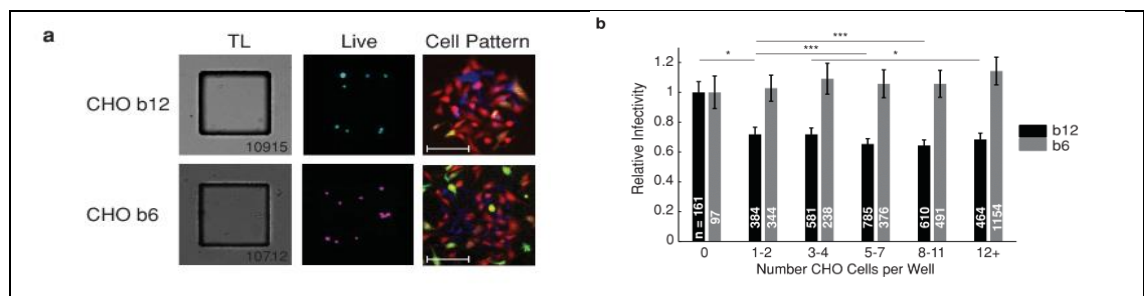 a
TL Live Cell Pattern
CHO b12
10915
CHO b6
10712
b
***
* *** *
1.2
1
0.8
0.6
0.4
0.2
0
Relative Infectivity
n = 161 97 384 344 581 238 785 376 610 491 464 1154
0 1-2 3-4 5-7 8-11 12+
Number CHO Cells per Well
b12
b6